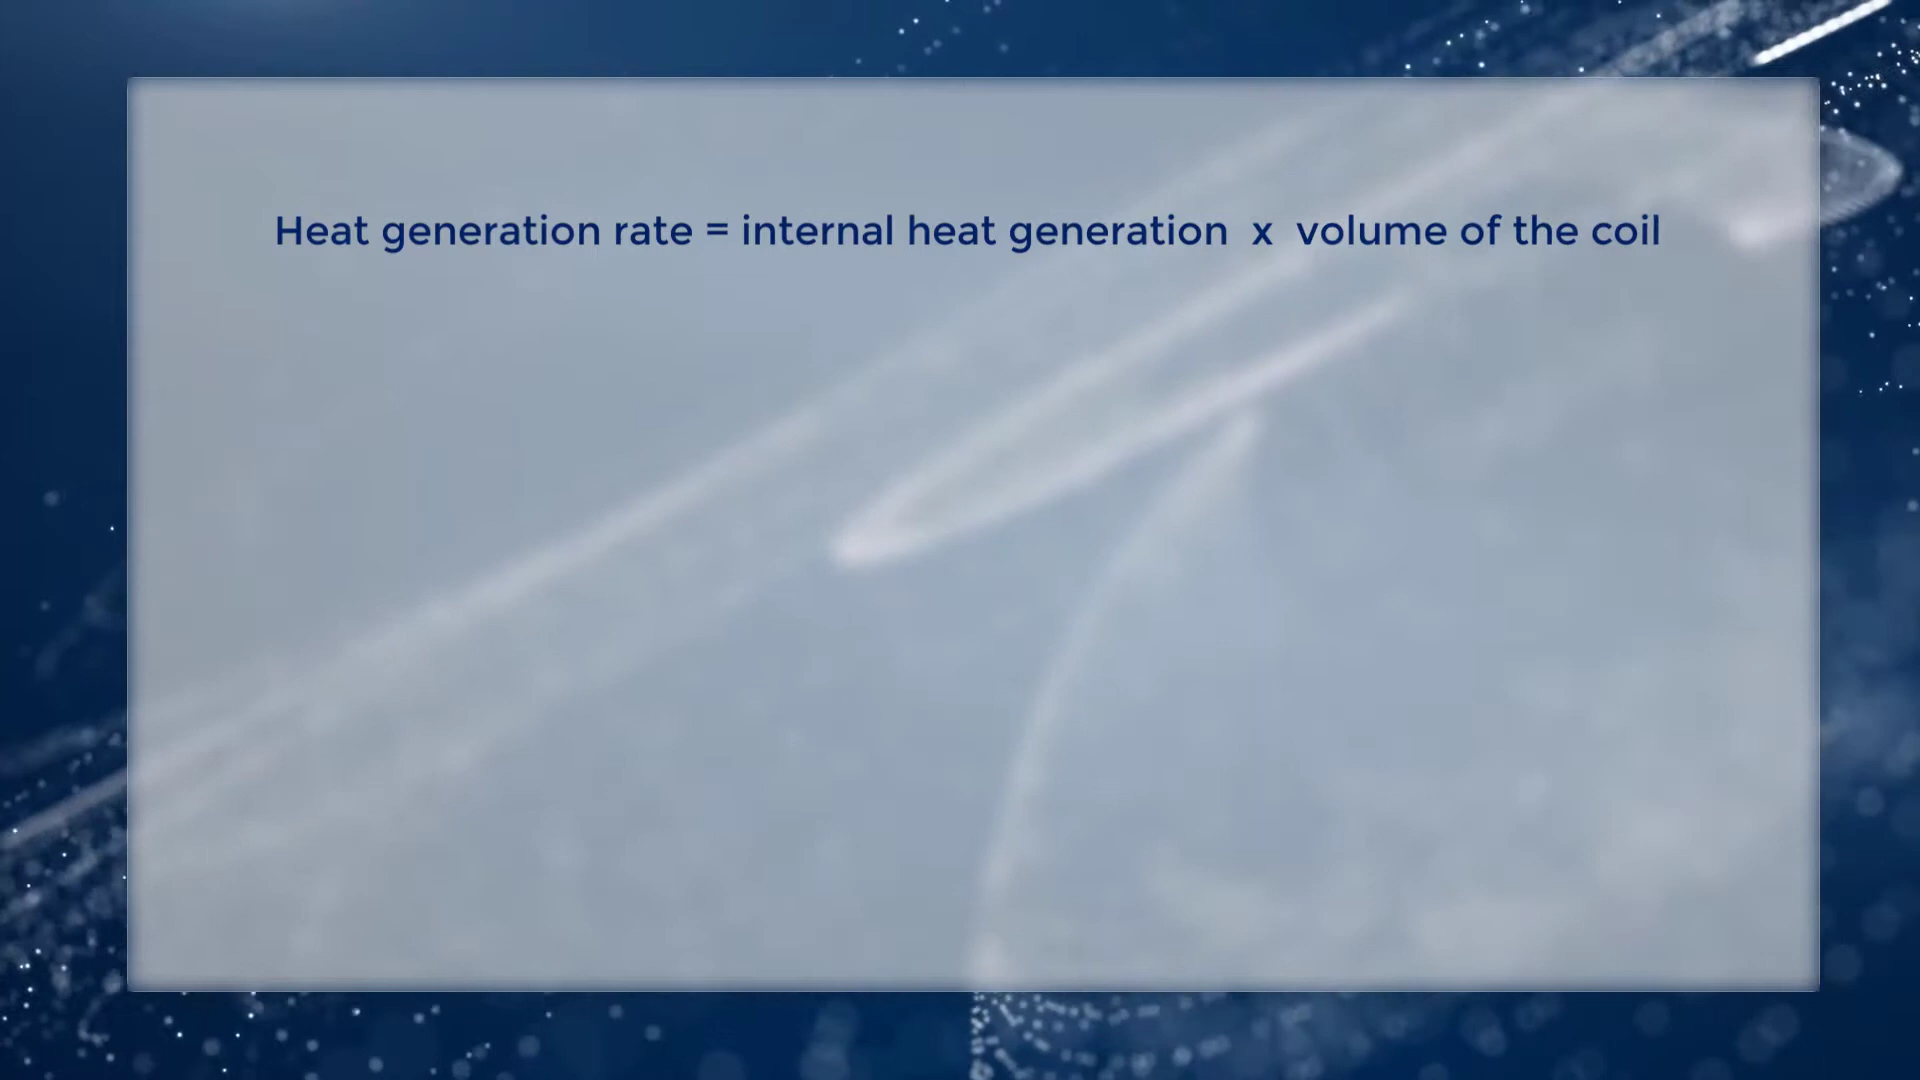 Heat generation rate = internal heat generation x volume of the coil